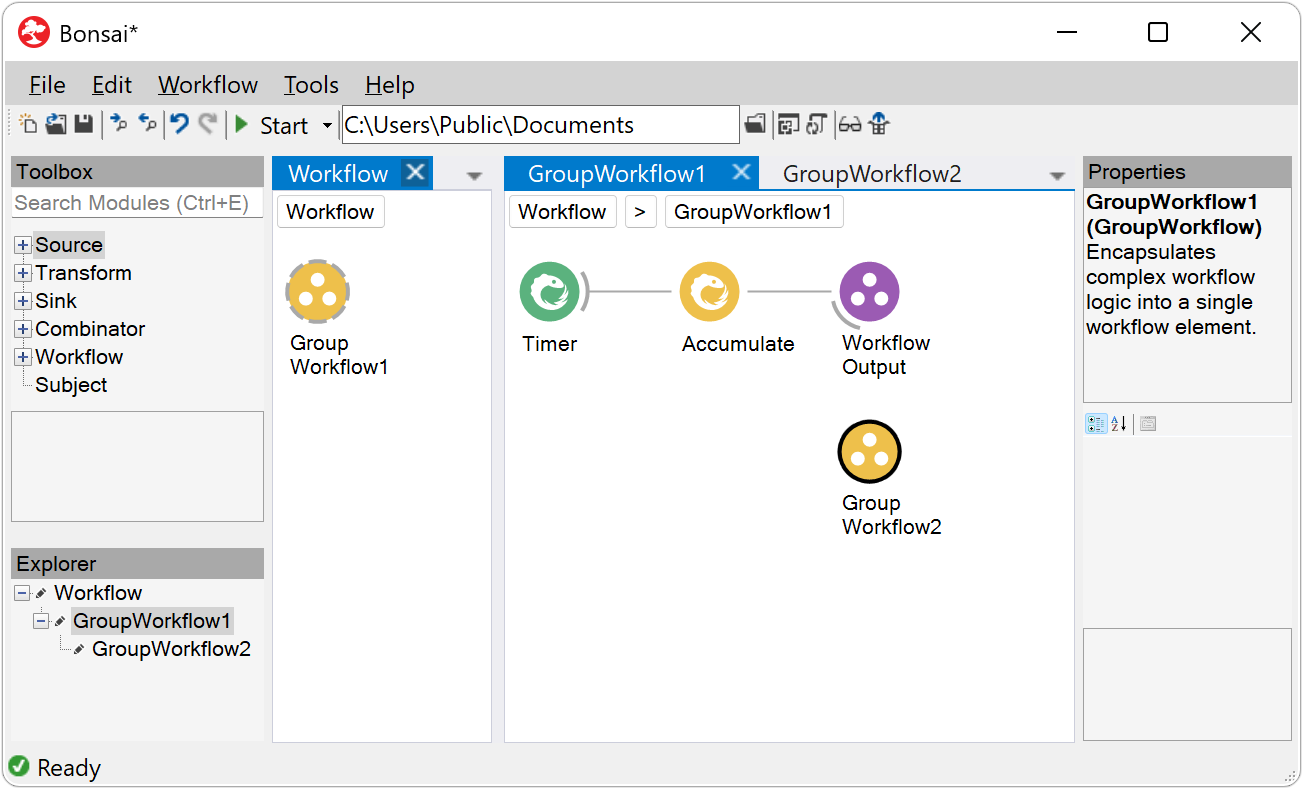 Bonsai*
File Edit Workflow Tools Help
Start C:\Users\Public\Documents
Toolbox
Search Modules (Ctrl+E)
Source
Transform
Sink
Combinator
Workflow
Subject
Explorer
Workflow
GroupWorkflow1
GroupWorkflow2
Workflow
Workflow
Group
Workflow1
GroupWorkflow1 GroupWorkflow2
Workflow > GroupWorkflow1
Timer Accumulate Workflow
Output
Group
Workflow2
Properties
GroupWorkflow1
(GroupWorkflow)
Encapsulates
complex workflow
logic into a single
workflow element.
Ready